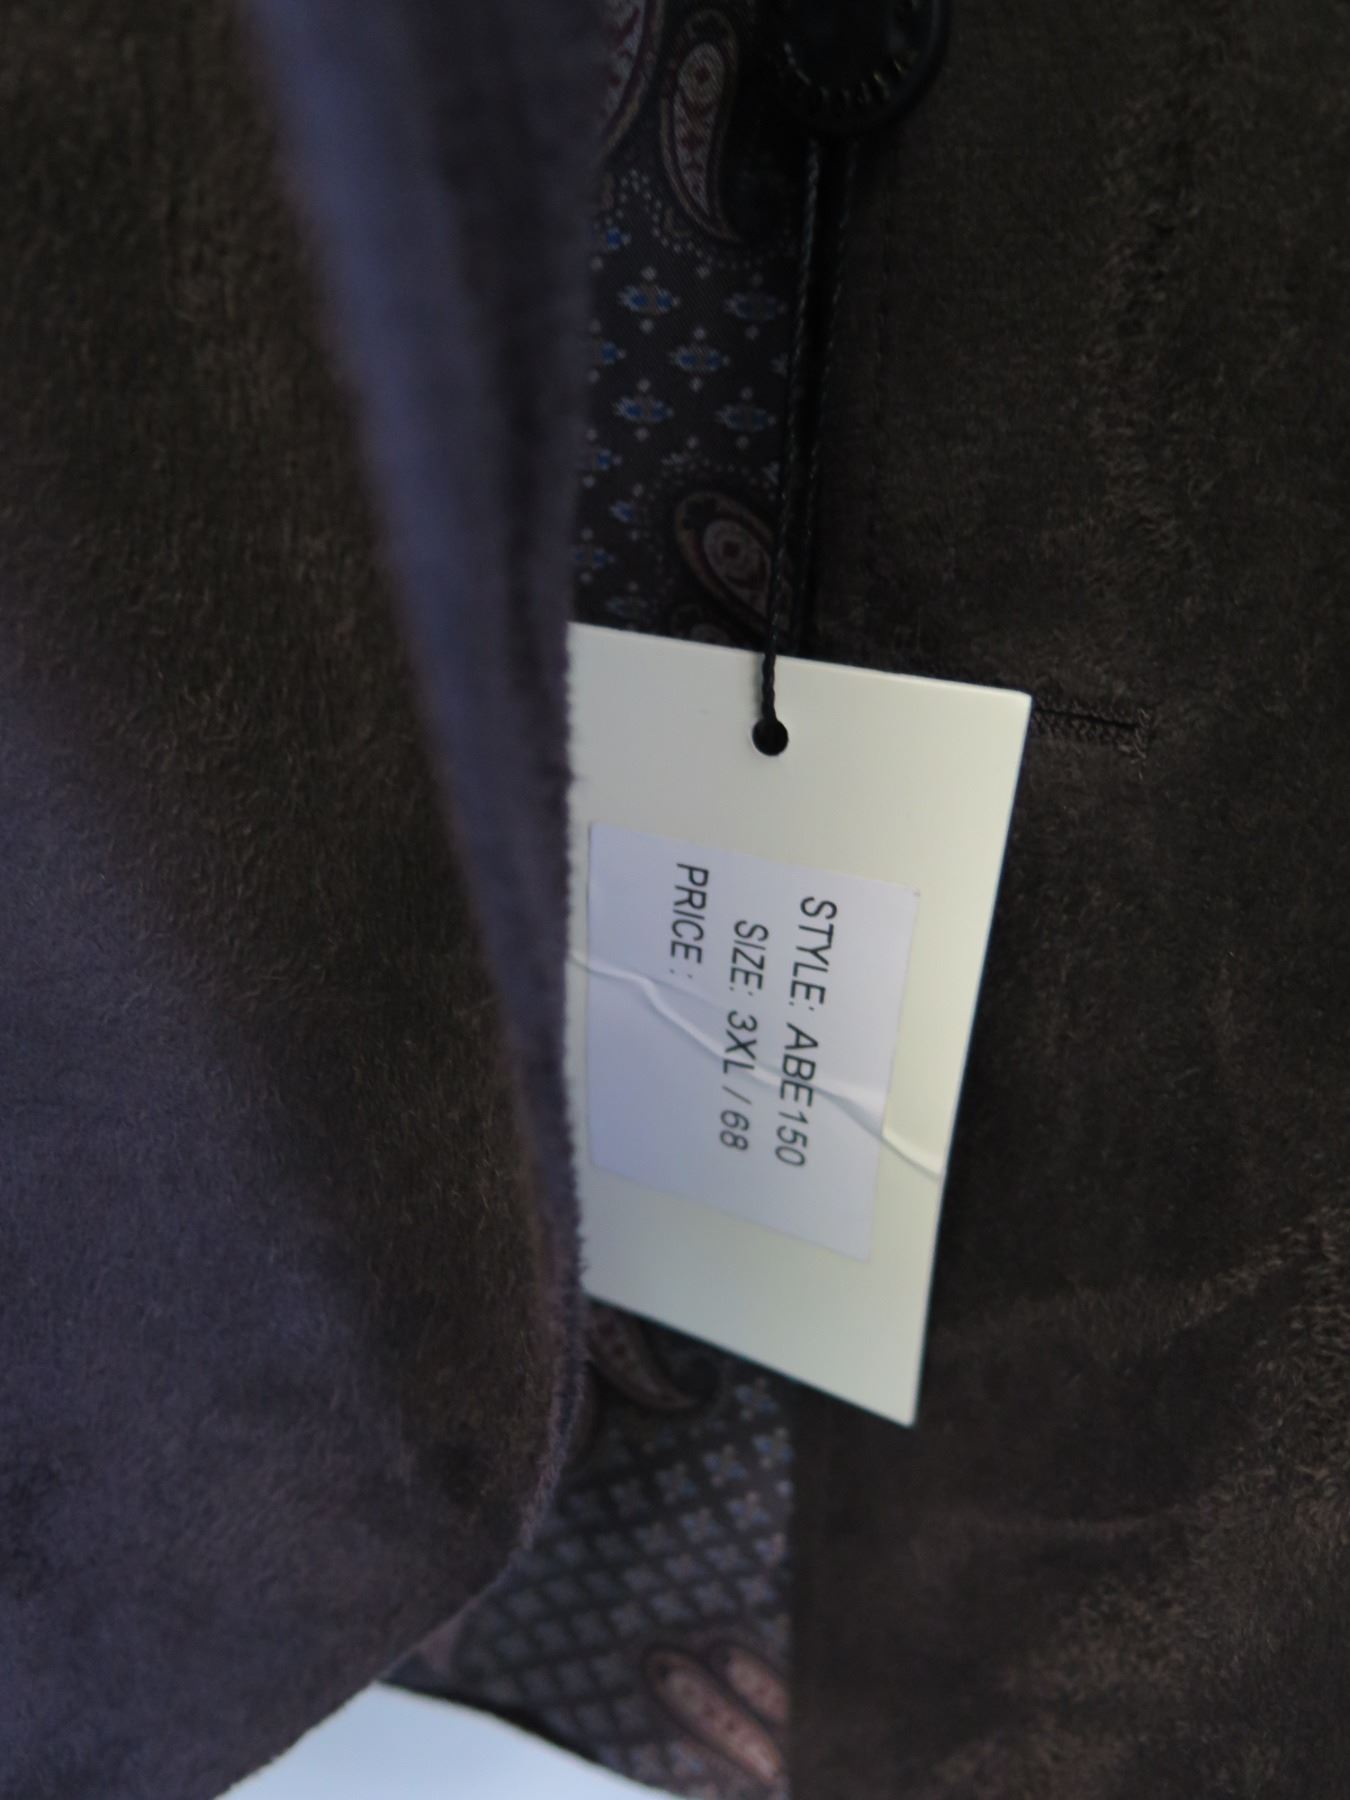 STYLE: ABE150
SIZE: 3XL / 68
PRICE :